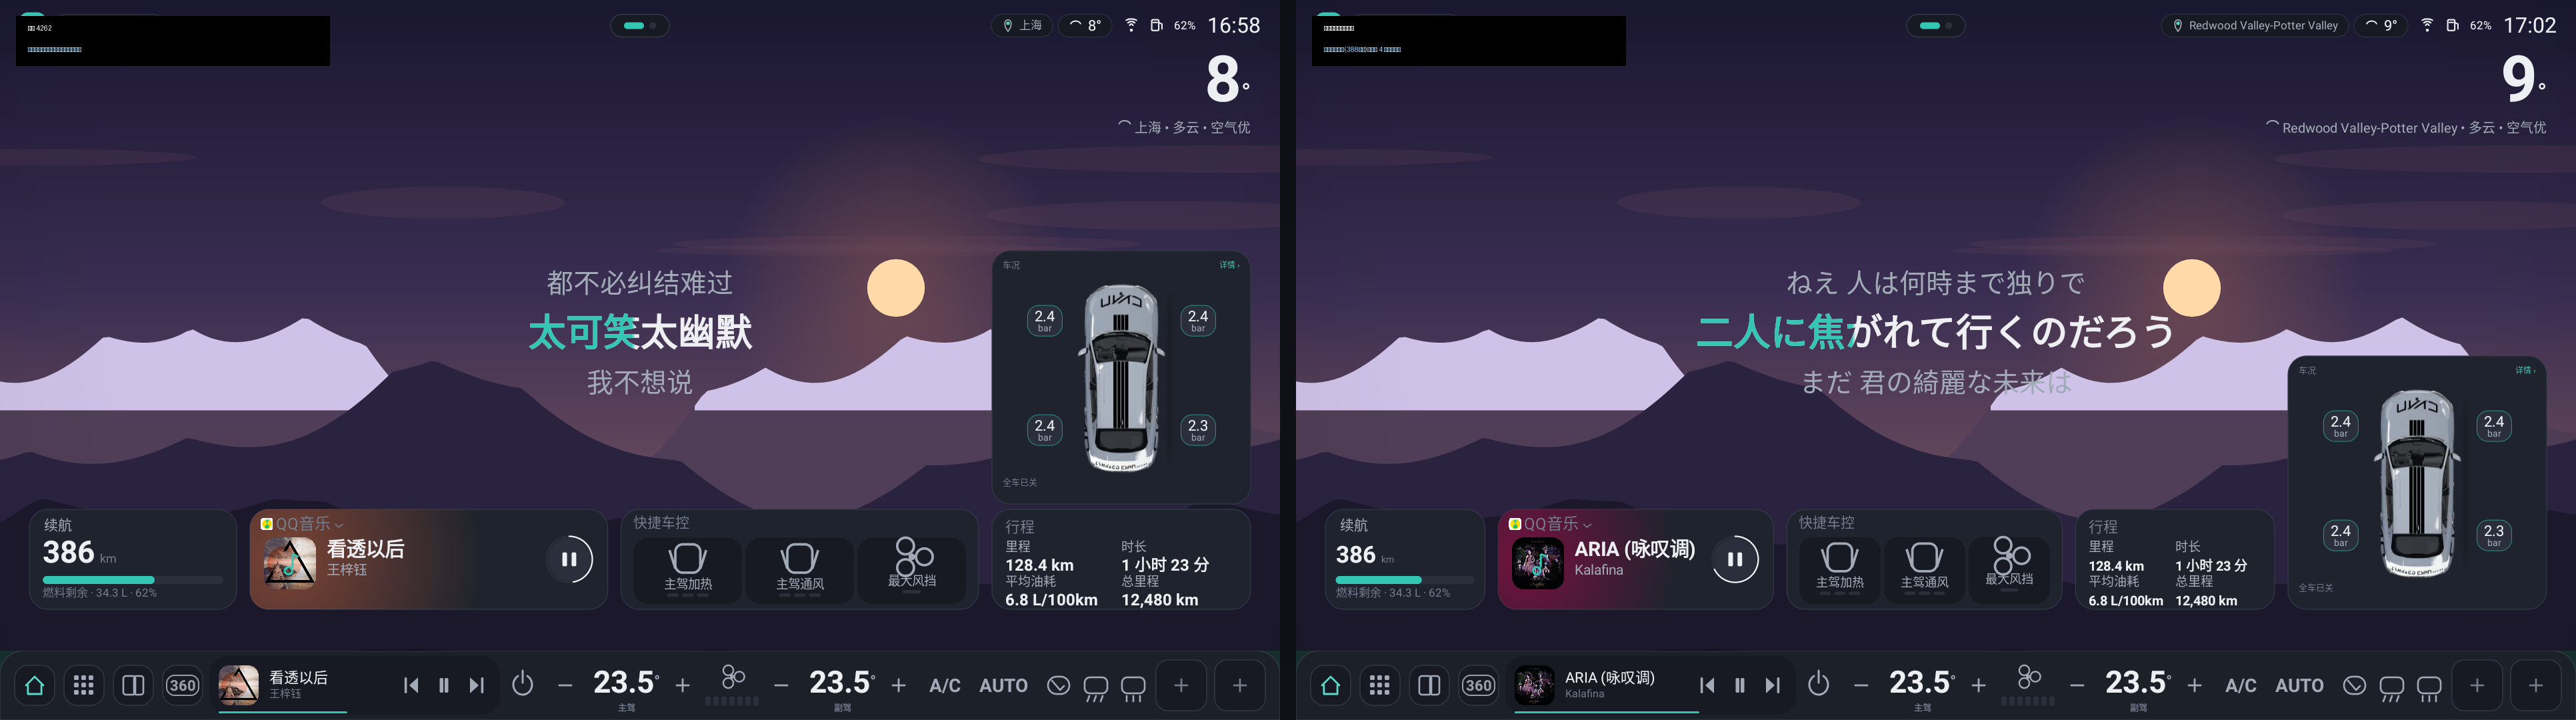 4262
上海
8°
62%
16:58
8°
上海 • 多云 • 空气优
都不必纠结难过
太可笑太幽默
我不想说
车况
详情 ›
2.4 bar
2.4 bar
2.4 bar
2.3 bar
全车已关
续航
386 km
燃料剩余 · 34.3 L · 62%
QQ音乐
看透以后
王梓钰
快捷车控
主驾加热
主驾通风
最大风挡
行程
里程
时长
128.4 km
1 小时 23 分
平均油耗
总里程
6.8 L/100km
12,480 km
360
看透以后
王梓钰
23.5°
主驾
23.5°
副驾
A/C
AUTO
Redwood Valley-Potter Valley
9°
62%
17:02
9°
Redwood Valley-Potter Valley • 多云 • 空气优
ねえ 人は何時まで独りで
二人に焦がれて行くのだろう
まだ 君の綺麗な未来は
车况
详情 ›
2.4 bar
2.4 bar
2.4 bar
2.3 bar
全车已关
续航
386 km
燃料剩余 · 34.3 L · 62%
QQ音乐
ARIA (咏叹调)
Kalafina
快捷车控
主驾加热
主驾通风
最大风挡
行程
里程
时长
128.4 km
1 小时 23 分
平均油耗
总里程
6.8 L/100km
12,480 km
360
ARIA (咏叹调)
Kalafina
23.5°
主驾
23.5°
副驾
A/C
AUTO